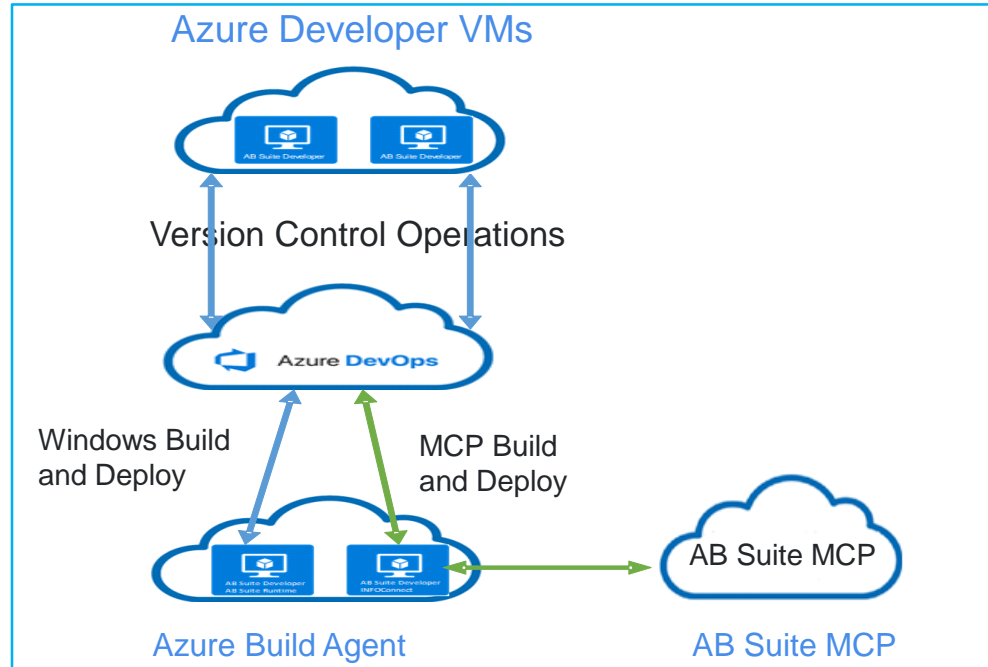 Azure Developer VMs
AB Suite Developer
AB Suite Developer
Version Control Operations
Azure DevOps
Windows Build
and Deploy
MCP Build
and Deploy
AB Suite Developer
AB Suite Runtime
AB Suite Developer
INFOConnect
AB Suite MCP
Azure Build Agent
AB Suite MCP